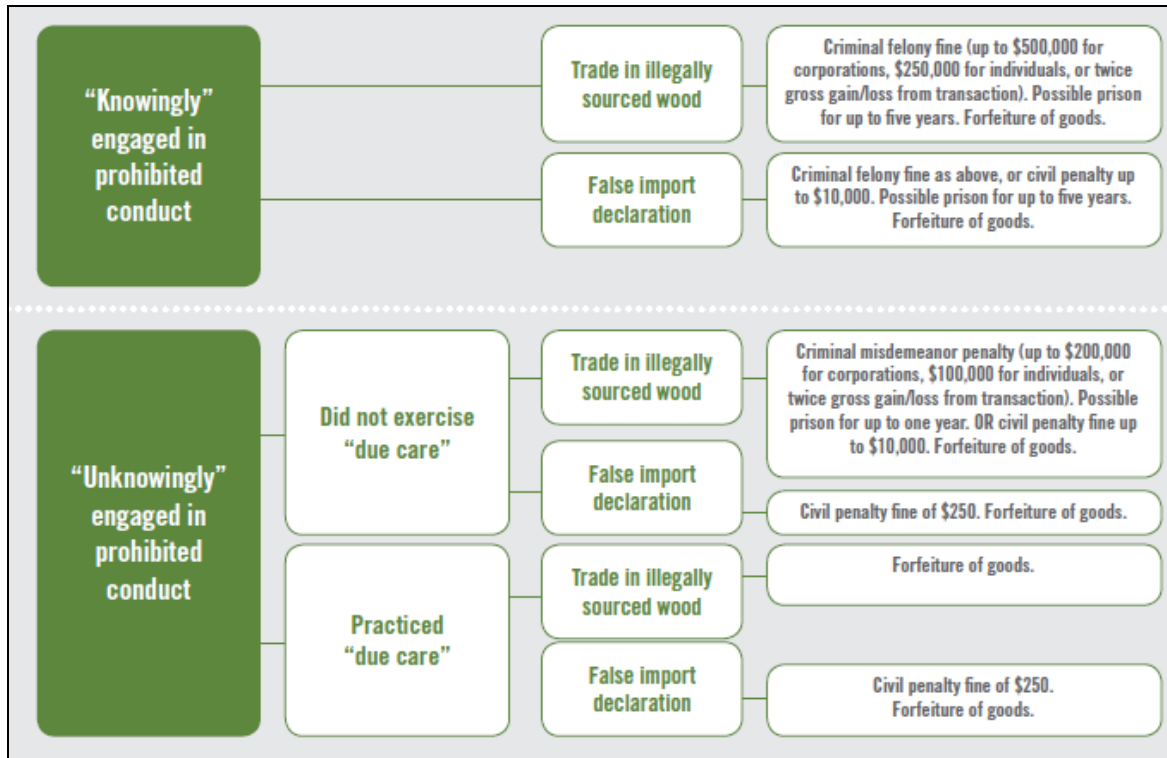 “Knowingly”
engaged in
prohibited
conduct
Trade in illegally
sourced wood
Criminal felony fine (up to $500,000 for
corporations, $250,000 for individuals, or twice
gross gain/loss from transaction). Possible prison
for up to five years. Forfeiture of goods.
False import
declaration
Criminal felony fine as above, or civil penalty up
to $10,000. Possible prison for up to five years.
Forfeiture of goods.
“Unknowingly”
engaged in
prohibited
conduct
Did not exercise
“due care”
Trade in illegally
sourced wood
Criminal misdemeanor penalty (up to $200,000
for corporations, $100,000 for individuals, or
twice gross gain/loss from transaction). Possible
prison for up to one year. OR civil penalty fine up
to $10,000. Forfeiture of goods.
False import
declaration
Civil penalty fine of $250. Forfeiture of goods.
Practiced
“due care”
Trade in illegally
sourced wood
Forfeiture of goods.
False import
declaration
Civil penalty fine of $250.
Forfeiture of goods.